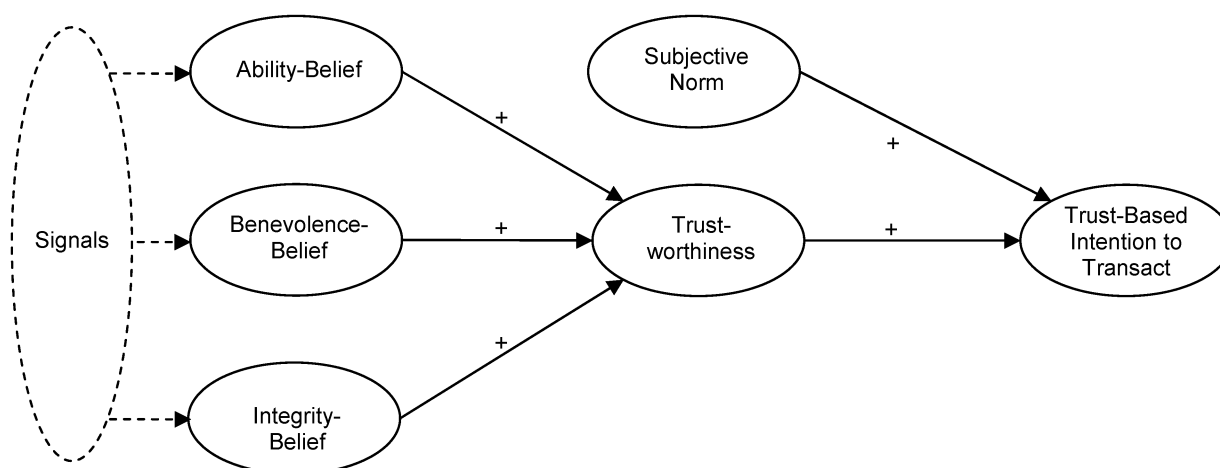 Ability-Belief
Subjective
Norm
+
+
Signals
Benevolence-
Belief
+
Trust-
worthiness
+
Trust-Based
Intention to
Transact
+
Integrity-
Belief